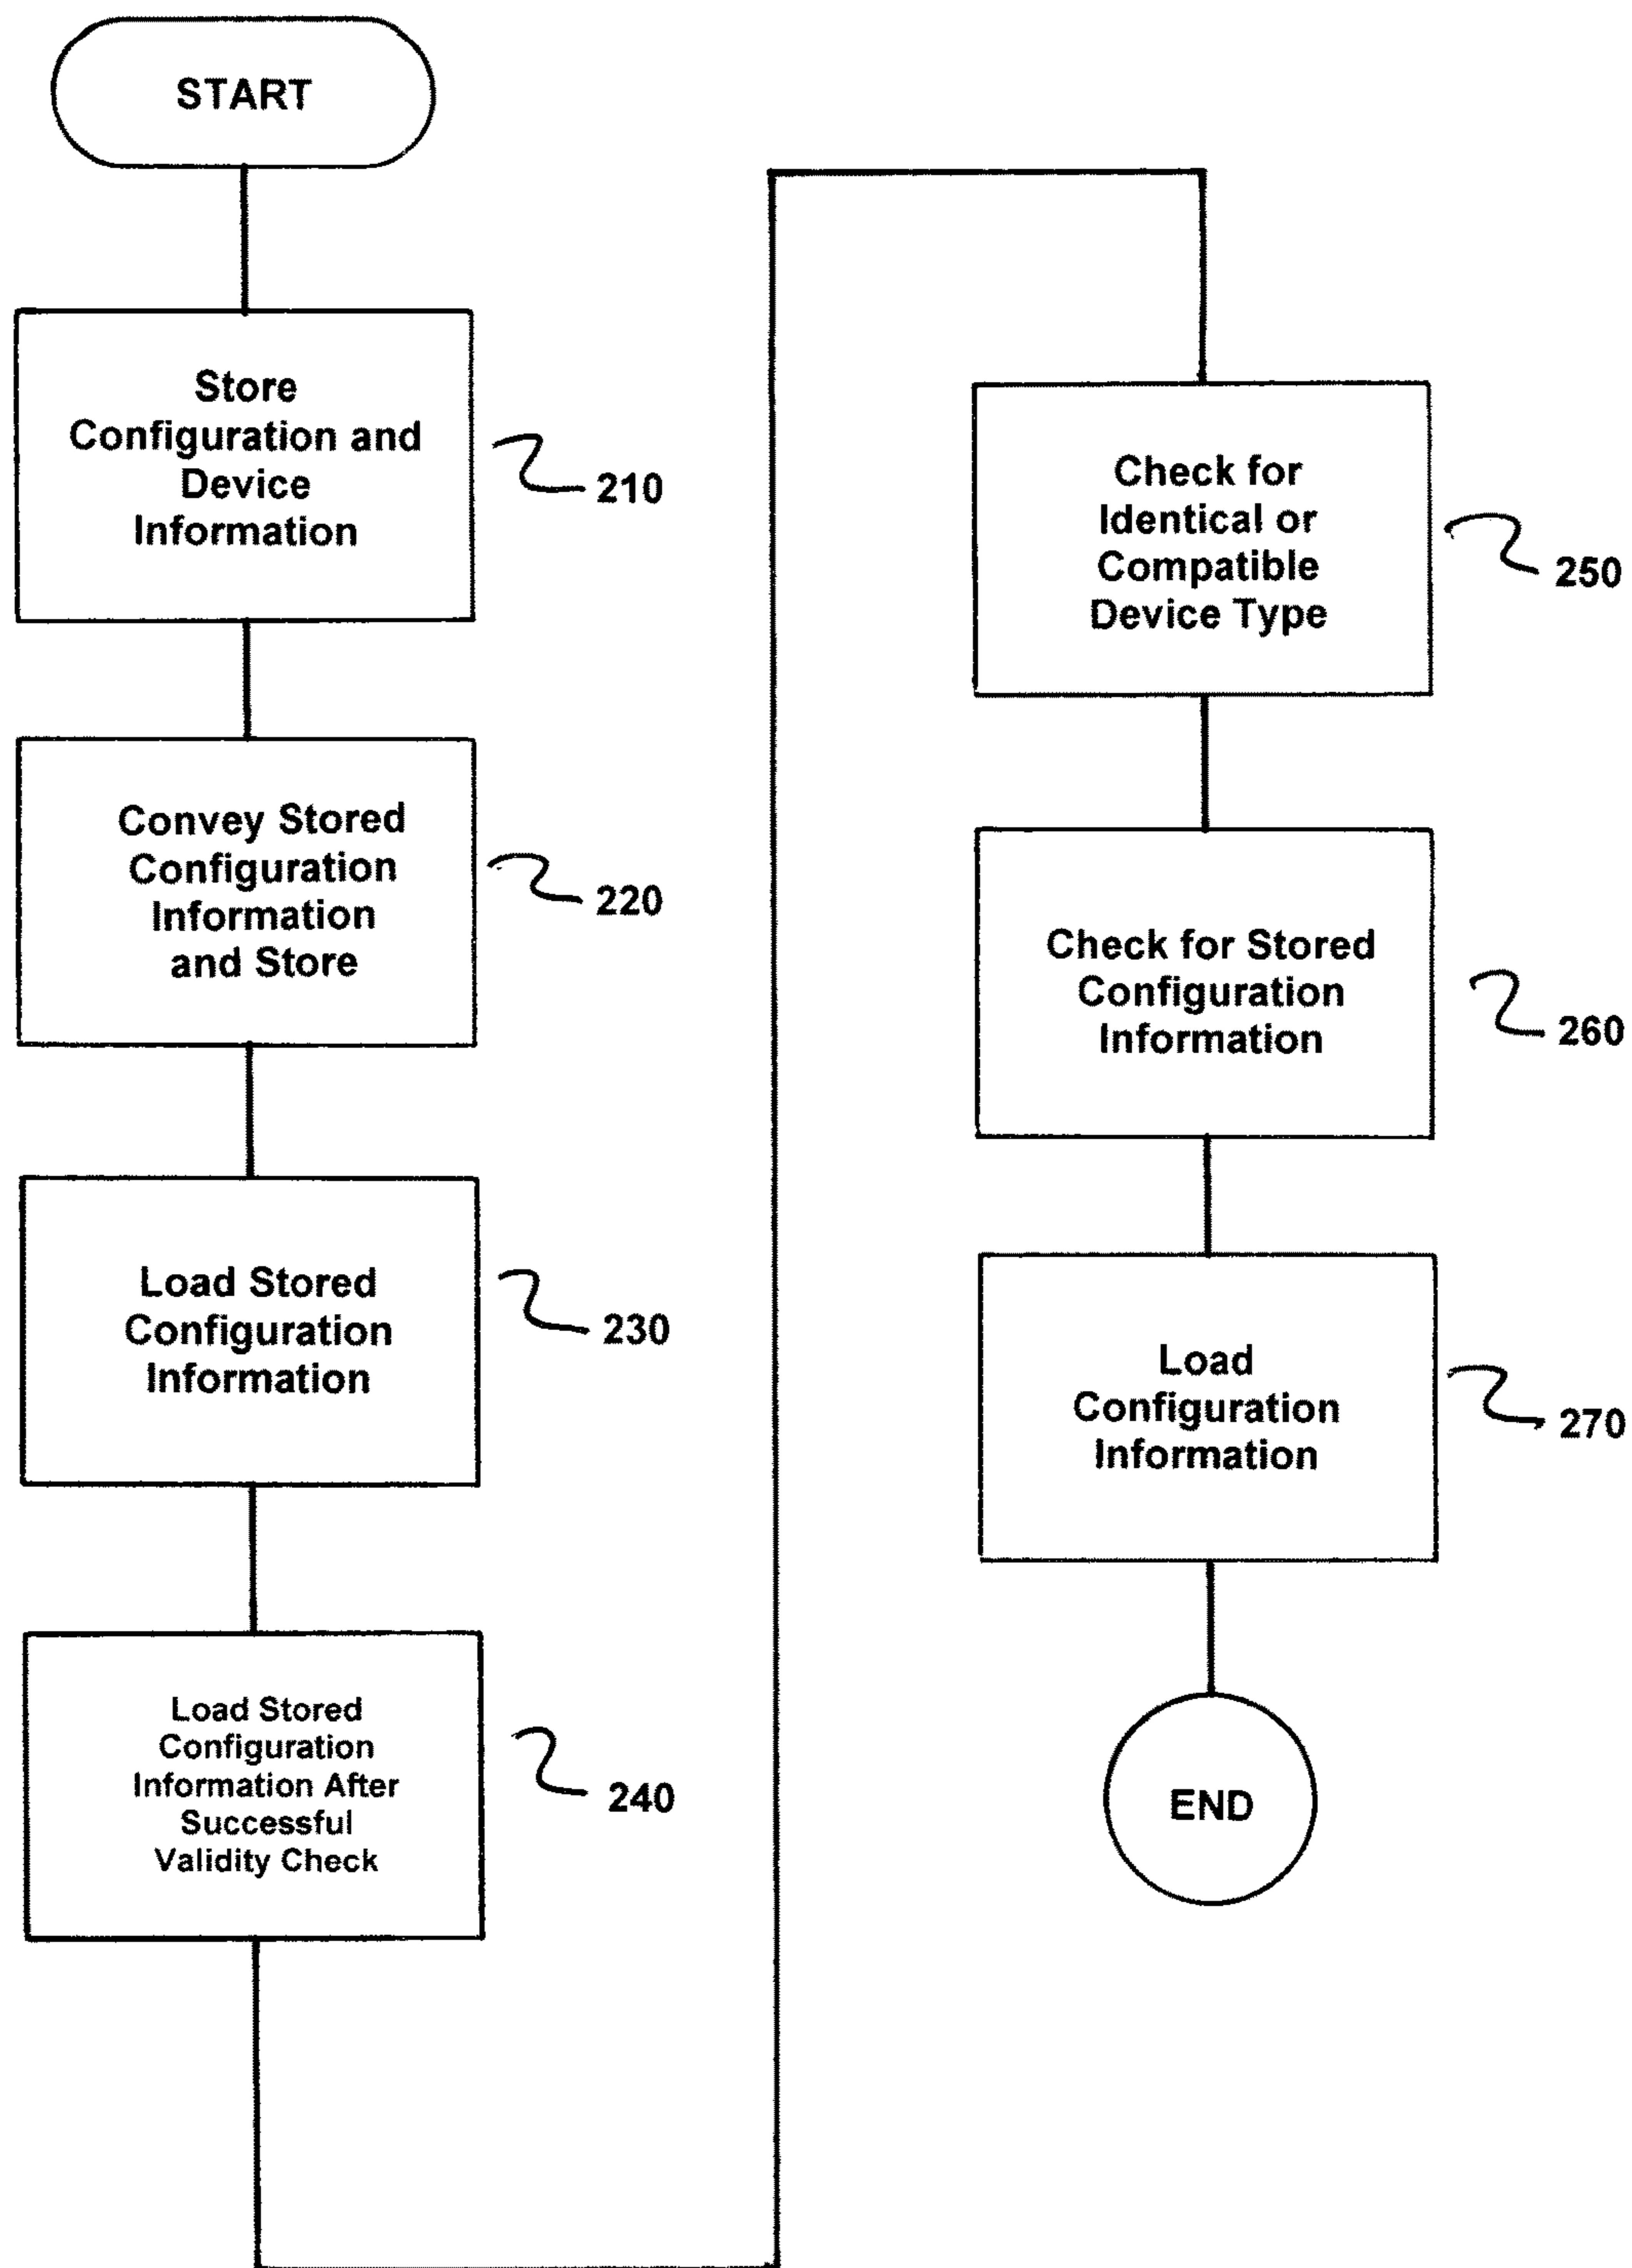 START
Store
Configuration and
Device
Information
210
Convey Stored
Configuration
Information
and Store
220
Load Stored
Configuration
Information
230
Load Stored
Configuration
Information After
Successful
Validity Check
240
Check for
Identical or
Compatible
Device Type
250
Check for Stored
Configuration
Information
260
Load
Configuration
Information
270
END